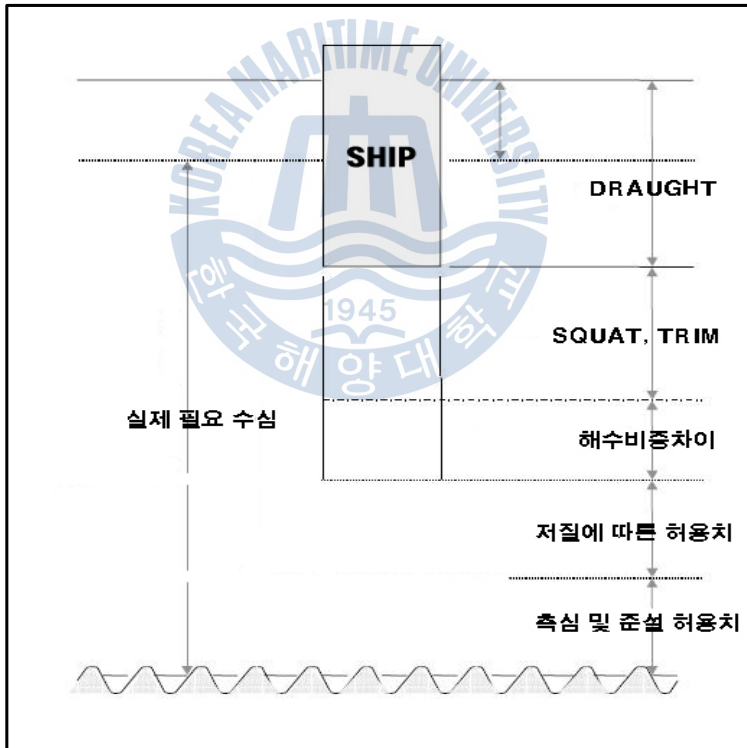 KOREA MARITIME UNIVERSITY
SHIP
DRAUGHT
1945
한국해양대학교
SQUAT, TRIM
실제 필요 수심
해수비중차이
저질에 따른 허용치
측심 및 준설 허용치